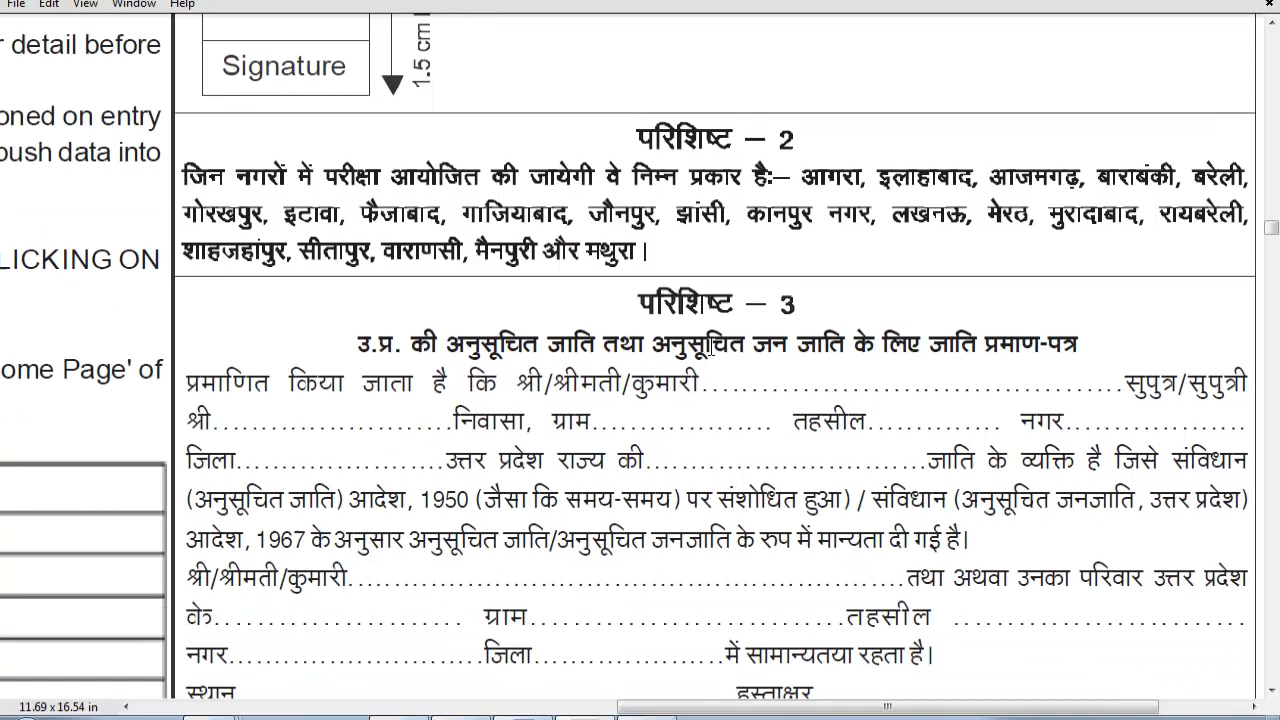 File Edit View Window Help
r detail before
oned on entry
push data into
LICKING ON
ome Page' of
Signature
1.5 cm
परिशिष्ट – 2
जिन नगरों में परीक्षा आयोजित की जायेगी वे निम्न प्रकार है:– आगरा, इलाहाबाद, आजमगढ़, बाराबंकी, बरेली,
गोरखपुर, इटावा, फैजाबाद, गाजियाबाद, जौनपुर, झांसी, कानपुर नगर, लखनऊ, मेरठ, मुरादाबाद, रायबरेली,
शाहजहांपुर, सीतापुर, वाराणसी, मैनपुरी और मथुरा।
परिशिष्ट – 3
उ.प्र. की अनुसूचित जाति तथा अनुसूचित जन जाति के लिए जाति प्रमाण-पत्र
प्रमाणित किया जाता है कि श्री/श्रीमती/कुमारी.................................................सुपुत्र/सुपुत्री
श्री.........................निवासा, ग्राम................... तहसील.............. नगर...................
जिला......................उत्तर प्रदेश राज्य की..............................जाति के व्यक्ति है जिसे संविधान
(अनुसूचित जाति) आदेश, 1950 (जैसा कि समय-समय) पर संशोधित हुआ) / संविधान (अनुसूचित जनजाति, उत्तर प्रदेश)
आदेश, 1967 के अनुसार अनुसूचित जाति/अनुसूचित जनजाति के रुप में मान्यता दी गई है।
श्री/श्रीमती/कुमारी.............................................................तथा अथवा उनका परिवार उत्तर प्रदेश
के..................... ग्राम..........................तहसील ........................
नगर...........................जिला....................में सामान्यतया रहता है।
स्थान हस्ताक्षर
11.69 x 16.54 in